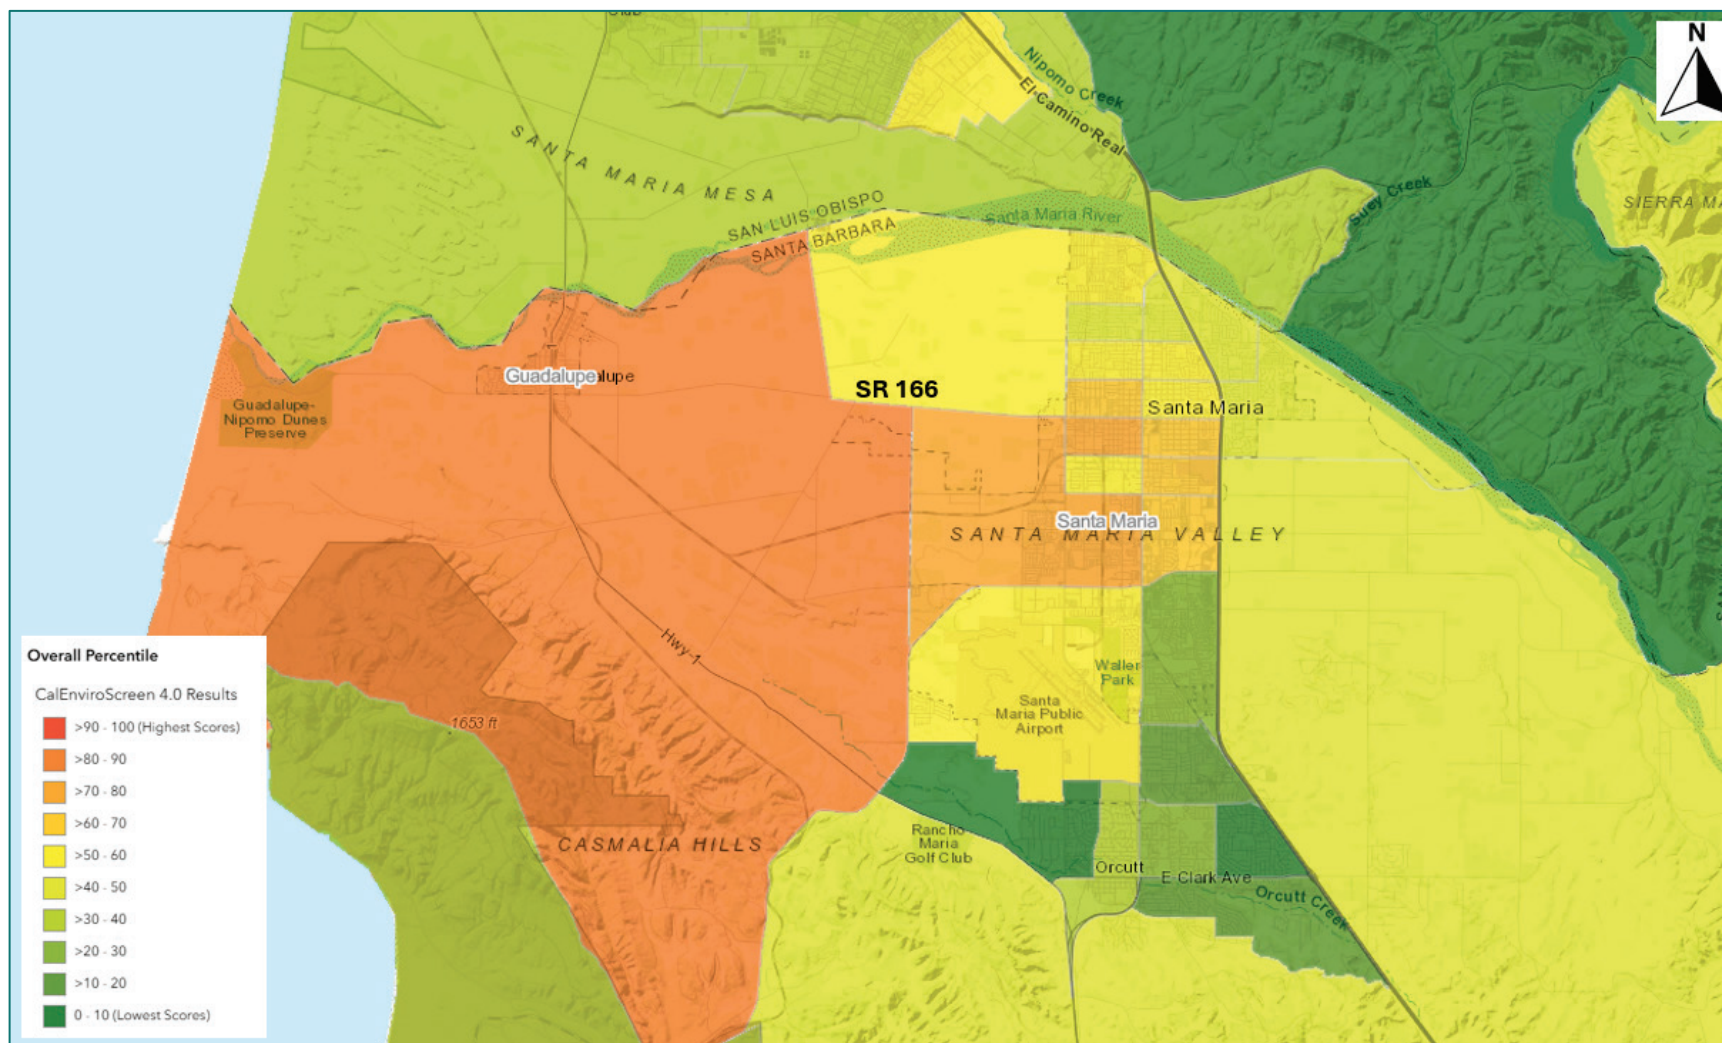 Club
N
Nipomo Creek
El Camino Real
SANTA MARIA MESA
Suey Creek
SIERRA MA
SAN LUIS OBISPO
SANTA BARBARA
Santa Maria River
Guadalupe
alupe
SR 166
Guadalupe-
Nipomo Dunes
Preserve
Santa Maria
Santa Maria
SANTA MARIA VALLEY
Hwy 1
Waller
Park
Santa
Maria Public
Airport
1653 ft
CASMALIA HILLS
Rancho
Maria
Golf Club
Orcutt
E Clark Ave
Orcutt Creek
Overall Percentile
CalEnviroScreen 4.0 Results
>90 - 100 (Highest Scores)
>80 - 90
>70 - 80
>60 - 70
>50 - 60
>40 - 50
>30 - 40
>20 - 30
>10 - 20
0 - 10 (Lowest Scores)